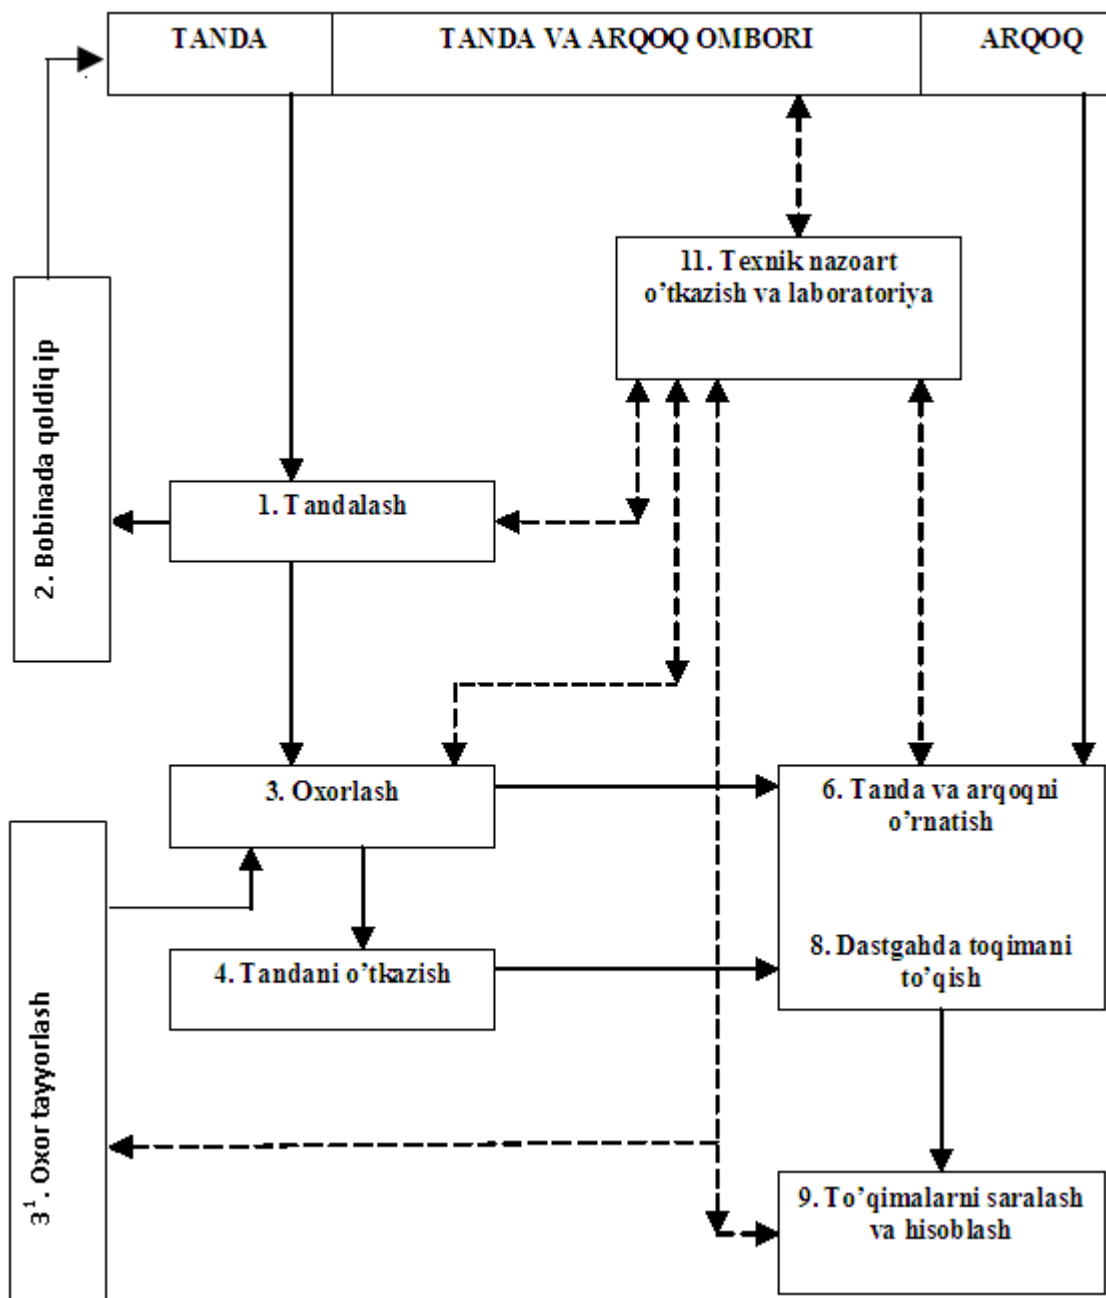 TANDA
TANDA VA ARQOQ OMBORI
ARQOQ
11. Texnik nazoart
o’tkazish va laboratoriya
2. Bobinada qoldiq ip
1. Tandalash
3. Oxorlash
6. Tanda va arqoqni
o’rnatish
8. Dastgahda toqimani
to’qish
4. Tandani o’tkazish
3¹. Oxor tayyorlash
9. To’qimalarni saralash
va hisoblash